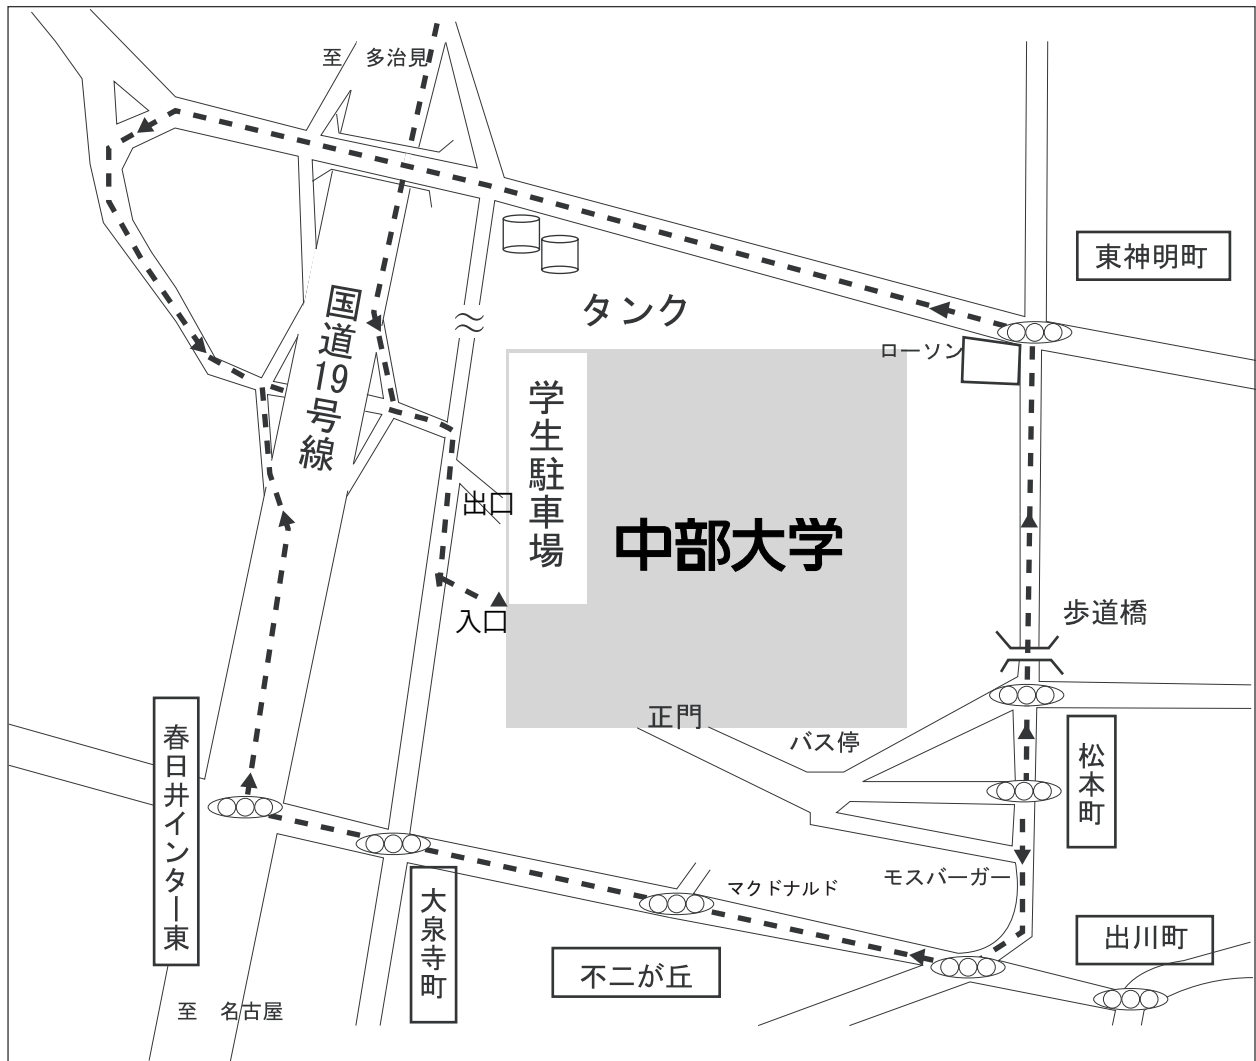 至　多治見
東神明町
タンク
国道19号線
ローソン
学生駐車場
出口
中部大学
入口
歩道橋
正門
バス停
松本町
春日井インター東
モスバーガー
マクドナルド
大泉寺町
出川町
不二が丘
至　名古屋